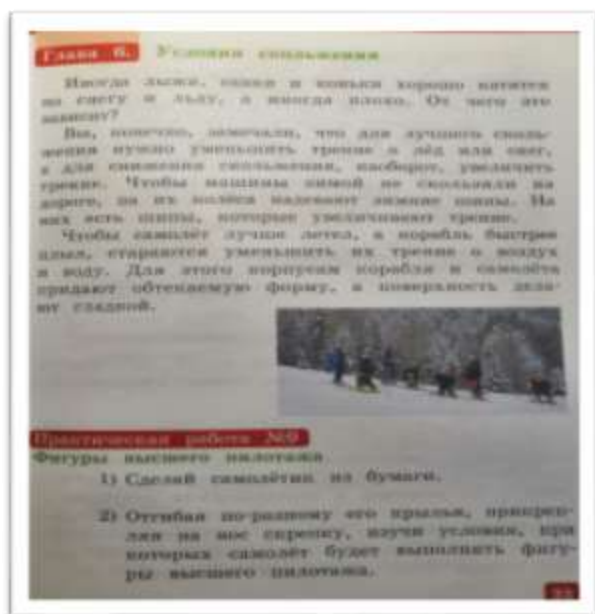 Глава 6. Условия скольжения
Иногда лыжи, санки и коньки хорошо катятся
по снегу и льду, а иногда плохо. От чего это
зависит?
Вы, конечно, замечали, что для лучшего сколь-
жения нужно уменьшить трение о лёд или снег,
а для снижения скольжения, наоборот, увеличить
трение. Чтобы машины зимой не скользили на
дороге, на их колёса надевают зимние шины. На
них есть шипы, которые увеличивают трение.
Чтобы самолёт лучше летел, а корабль быстрее
плыл, стараются уменьшить их трение о воздух
и воду. Для этого корпусам корабля и самолёта
придают обтекаемую форму, а поверхность дела-
ют гладкой.
Практическая работа №9
Фигуры высшего пилотажа
1) Сделай самолётик из бумаги.
2) Отгибая по-разному его крылья, прикреп-
ляя на нос скрепку, изучи условия, при
которых самолёт будет выполнять фигу-
ры высшего пилотажа.